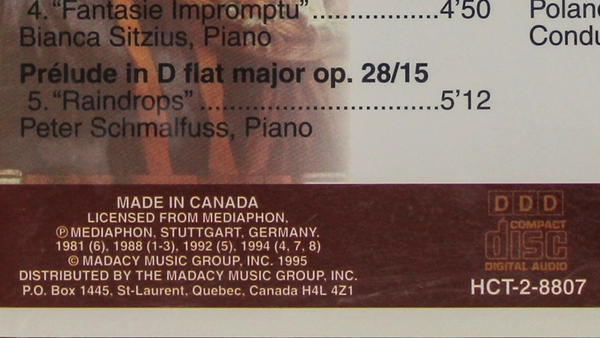 4. “Fantasie Impromptu”..................4’50
Bianca Sitzius, Piano
Prélude in D flat major op. 28/15
5. “Raindrops” .................................5’12
Peter Schmalfuss, Piano
MADE IN CANADA
LICENSED FROM MEDIAPHON,
℗ MEDIAPHON, STUTTGART, GERMANY.
1981 (6). 1988 (1-3). 1992 (5). 1994 (4, 7, 8)
© MADACY MUSIC GROUP, INC. 1995
DISTRIBUTED BY THE MADACY MUSIC GROUP, INC.
P.O. Box 1445, St-Laurent, Quebec, Canada H4L 4Z1
DDD
COMPACT
disc
DIGITAL AUDIO
HCT-2-8807